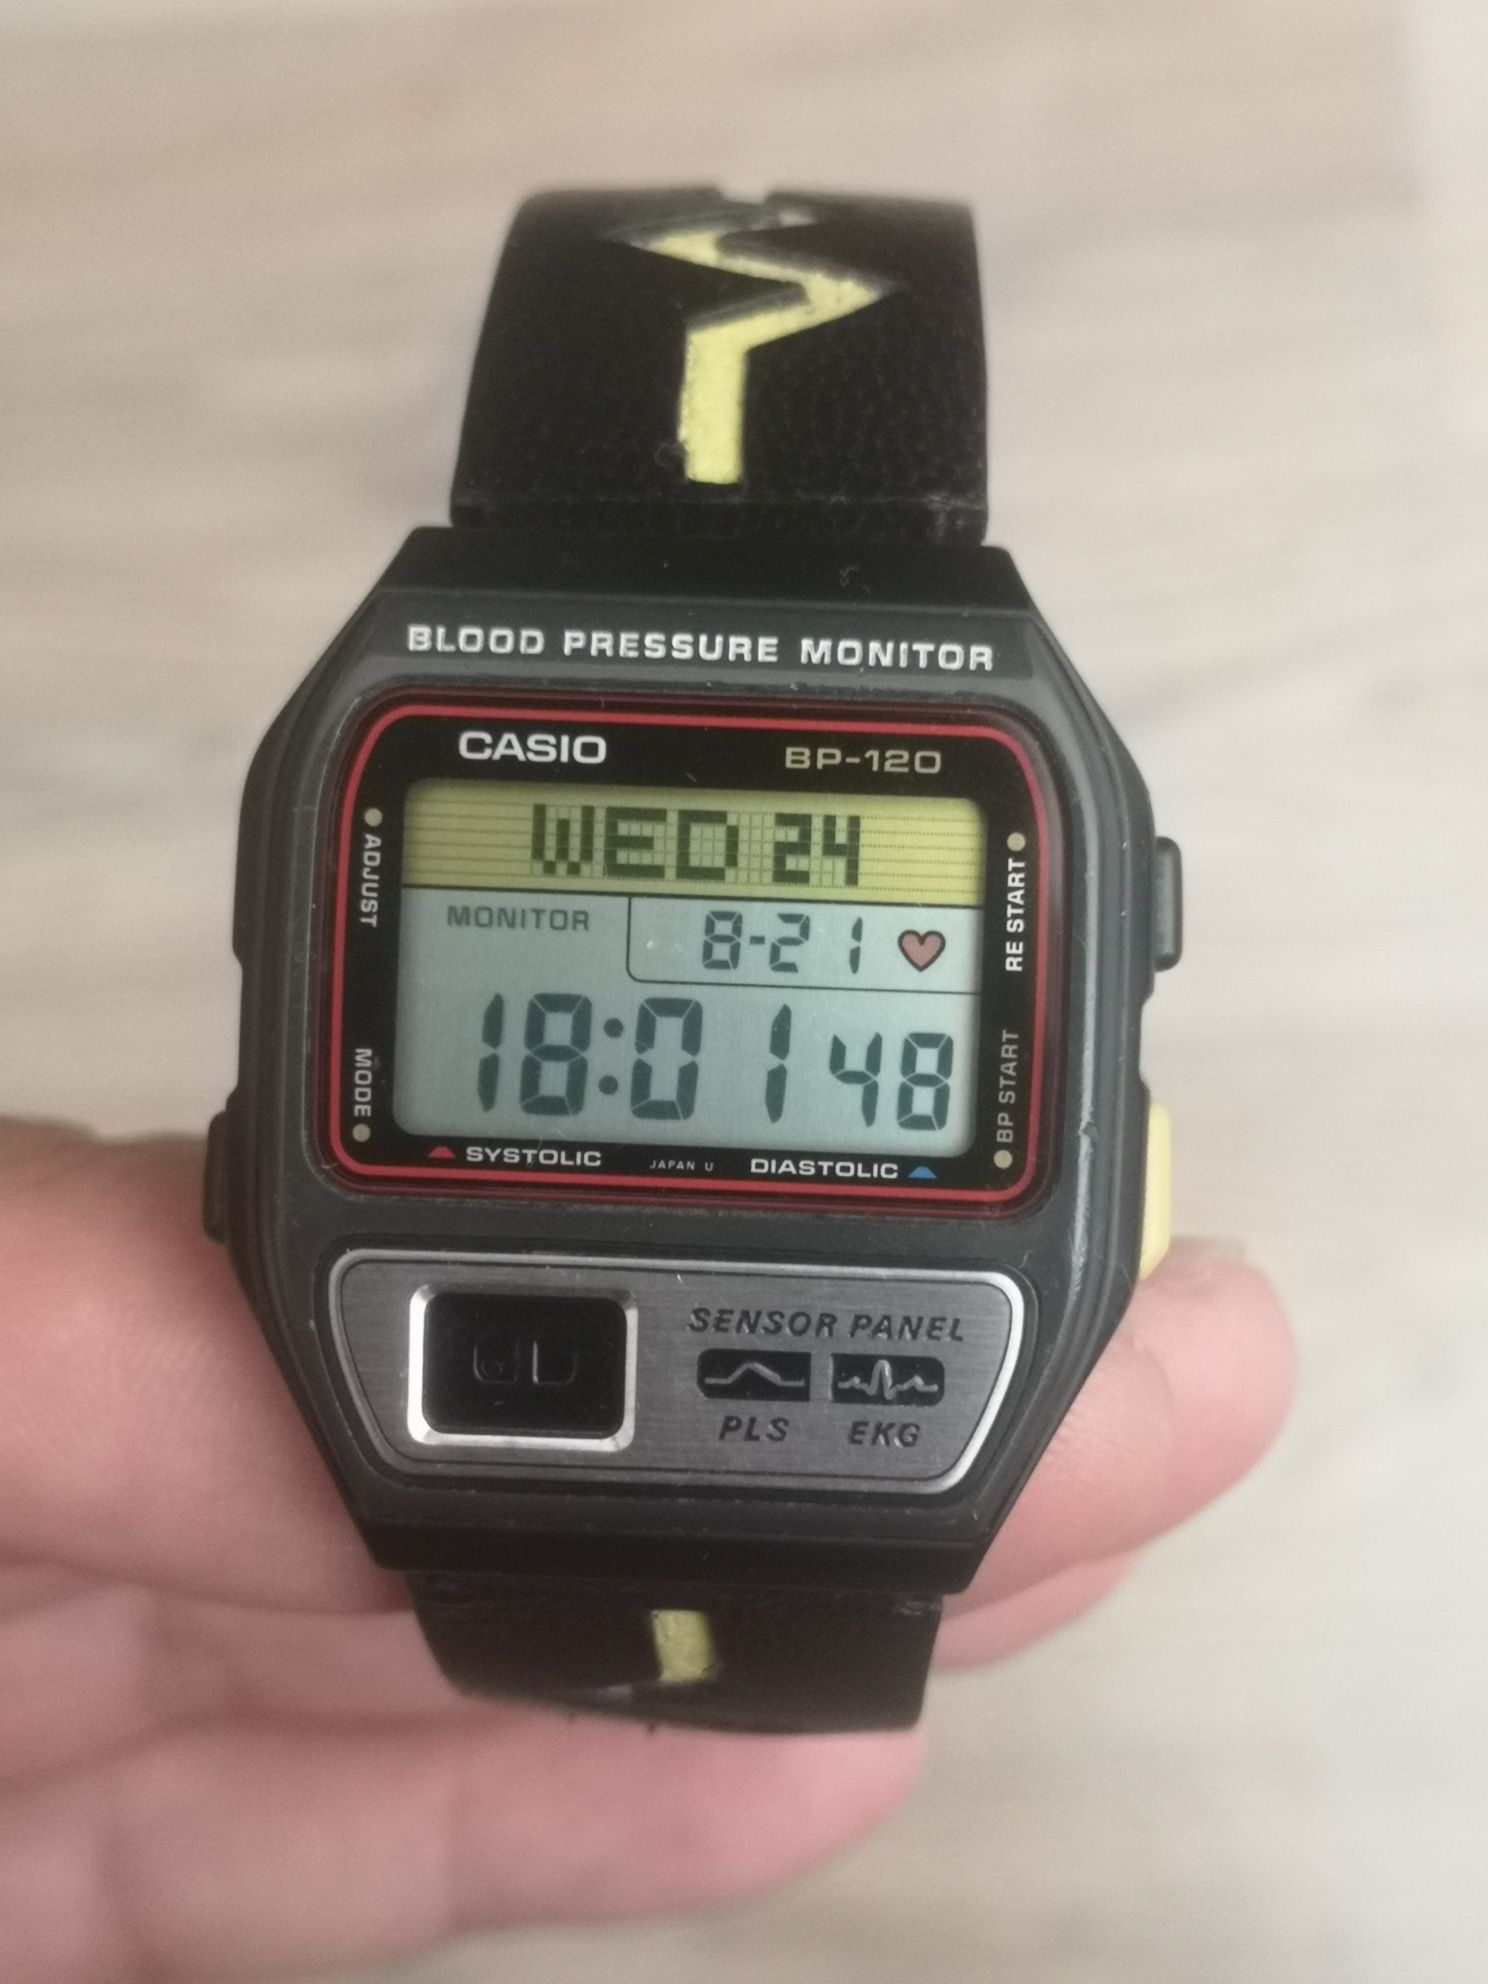 BLOOD PRESSURE MONITOR
CASIO BP-120
ADJUST
WED 24
RE START
MONITOR
8-21
18:01 48
MODE
BP START
SYSTOLIC
JAPAN U
DIASTOLIC
SENSOR PANEL
PLS EKG